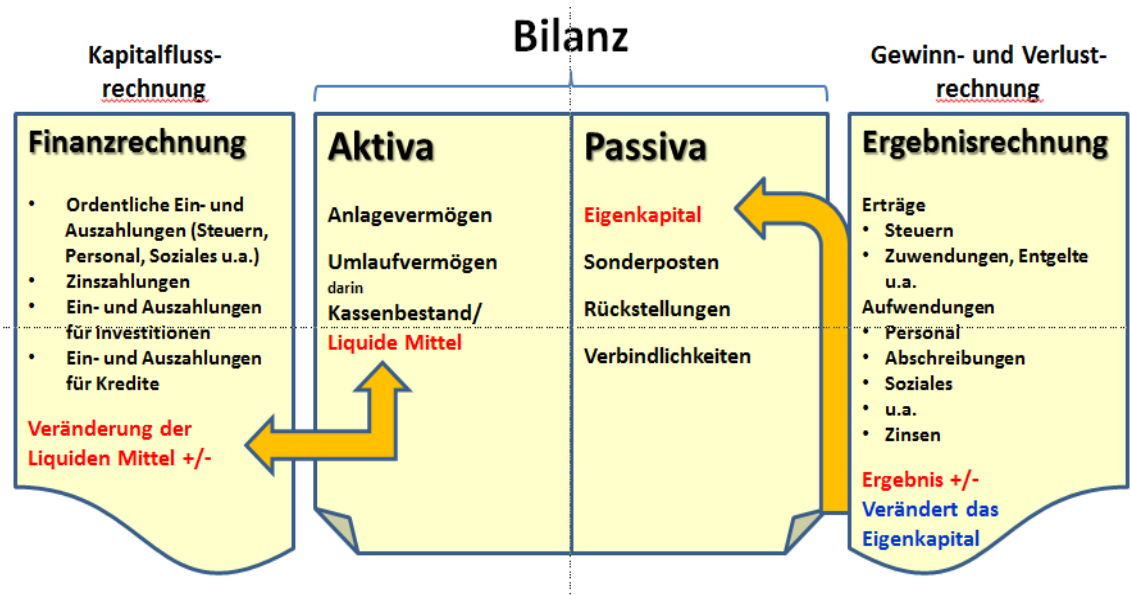 Bilanz
Kapitalfluss-
rechnung
Gewinn- und Verlust-
rechnung
Finanzrechnung
• Ordentliche Ein- und
Auszahlungen (Steuern,
Personal, Soziales u.a.)
• Zinszahlungen
• Ein- und Auszahlungen
für Investitionen
• Ein- und Auszahlungen
für Kredite
Veränderung der
Liquiden Mittel +/-
Aktiva
Anlagevermögen
Umlaufvermögen
darin
Kassenbestand/
Liquide Mittel
Passiva
Eigenkapital
Sonderposten
Rückstellungen
Verbindlichkeiten
Ergebnisrechnung
Erträge
• Steuern
• Zuwendungen, Entgelte
u.a.
Aufwendungen
• Personal
• Abschreibungen
• Soziales
• u.a.
• Zinsen
Ergebnis +/-
Verändert das
Eigenkapital